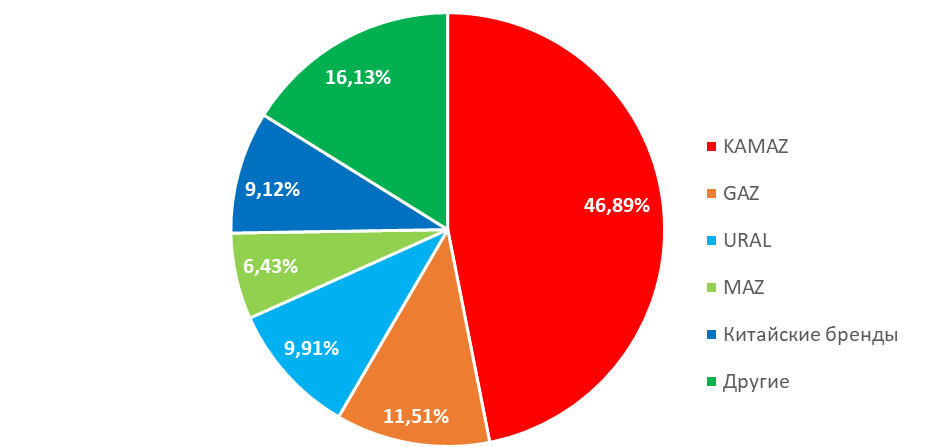 16,13%
46,89%
9,12%
6,43%
9,91%
11,51%
KAMAZ
GAZ
URAL
MAZ
Китайские бренды
Другие